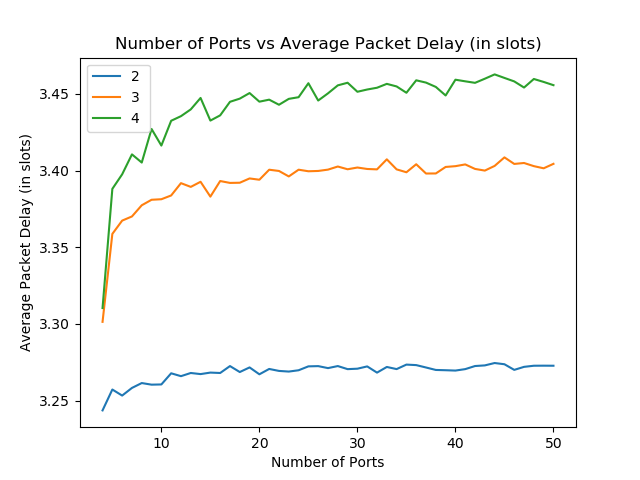 Number of Ports vs Average Packet Delay (in slots)
2
3
4
3.45
3.40
3.35
3.30
3.25
Average Packet Delay (in slots)
10 20 30 40 50
Number of Ports